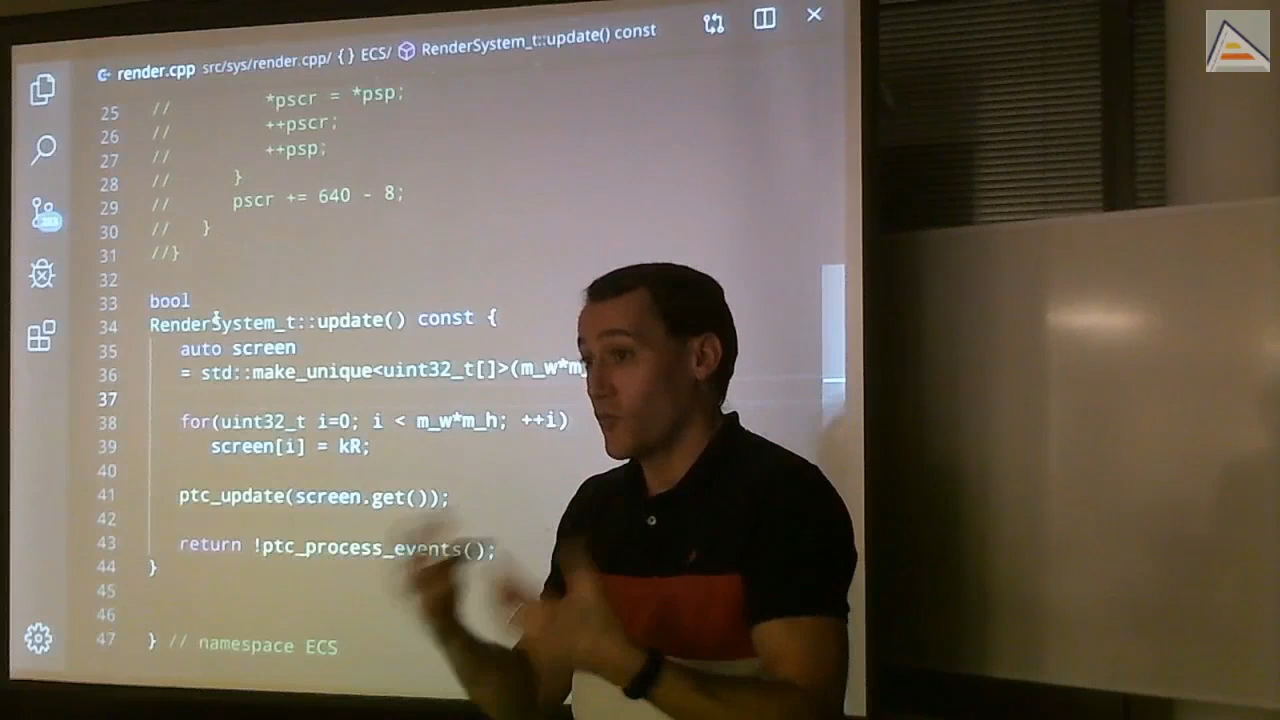 render.cpp src/sys/render.cpp/ {} ECS/ RenderSystem_t::update() const
25 // *pscr = *psp;
26 // ++pscr;
27 // ++psp;
28 // }
29 // pscr += 640 - 8;
30 // }
31 //}
32
33 bool
34 RenderSystem_t::update() const {
35 auto screen
36 = std::make_unique<uint32_t[]>(m_w*m_
37
38 for(uint32_t i=0; i < m_w*m_h; ++i)
39 screen[i] = kR;
40
41 ptc_update(screen.get());
42
43 return !ptc_process_events();
44 }
45
46
47 } // namespace ECS